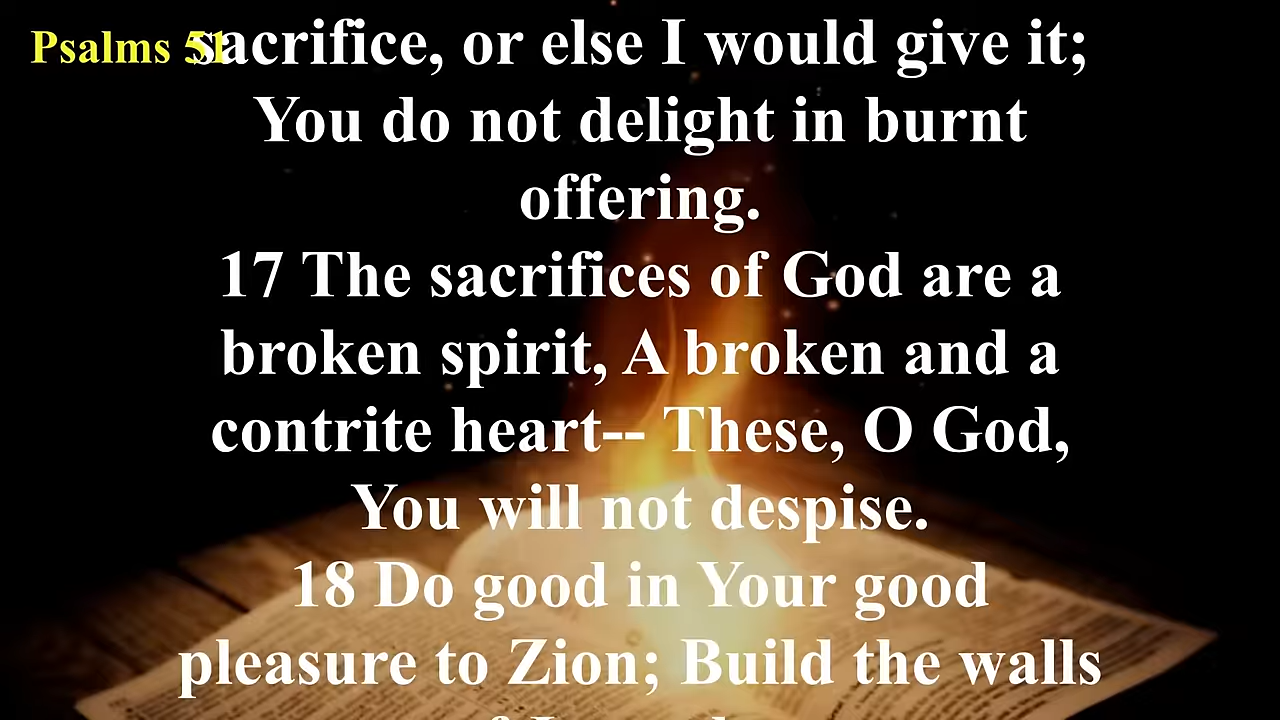 Psalms 51
sacrifice, or else I would give it;
You do not delight in burnt
offering.
17 The sacrifices of God are a
broken spirit, A broken and a
contrite heart-- These, O God,
You will not despise.
18 Do good in Your good
pleasure to Zion; Build the walls